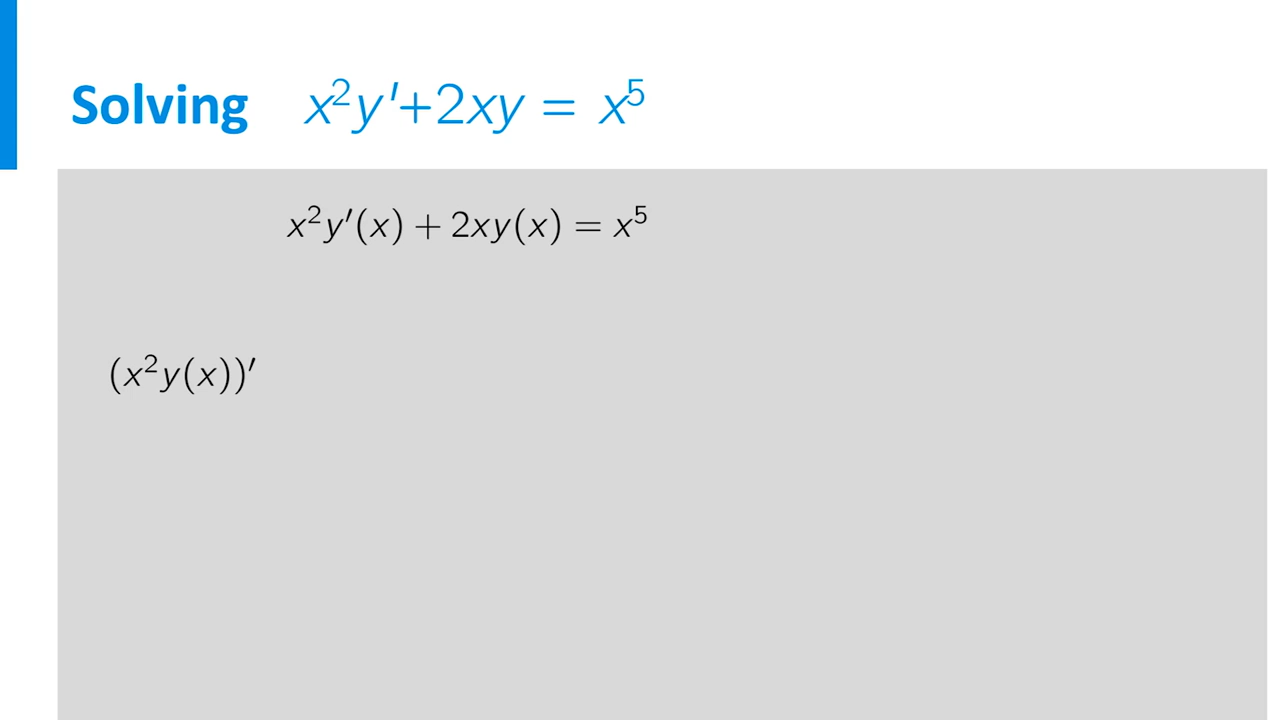 Solving x²y′+2xy = x⁵
x²y′(x) + 2xy(x) = x⁵
(x²y(x))′